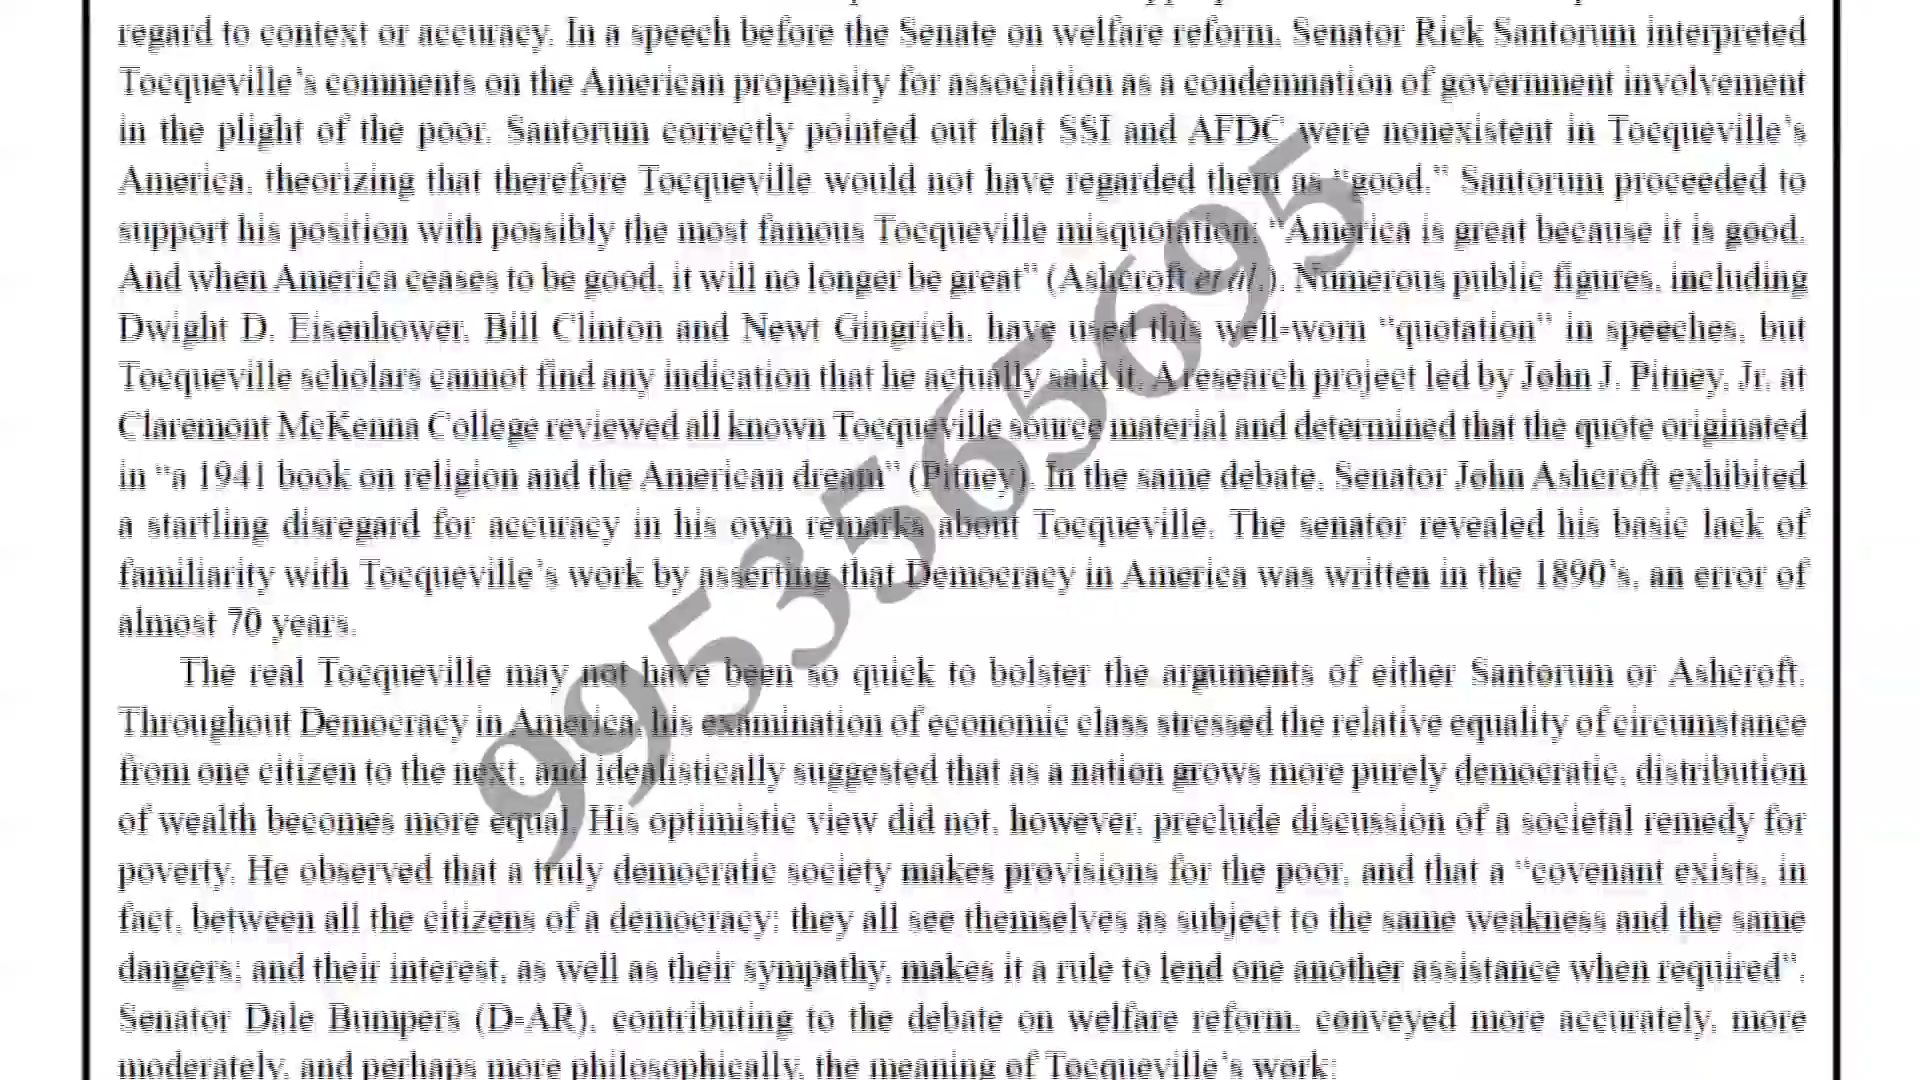 regard to context or accuracy. In a speech before the Senate on welfare reform, Senator Rick Santorum interpreted
Tocqueville's comments on the American propensity for association as a condemnation of government involvement
in the plight of the poor. Santorum correctly pointed out that SSI and AFDC were nonexistent in Tocqueville's
America, theorizing that therefore Tocqueville would not have regarded them as “good.” Santorum proceeded to
support his position with possibly the most famous Tocqueville misquotation: “America is great because it is good.
And when America ceases to be good, it will no longer be great” (Ashcroft et al.). Numerous public figures, including
Dwight D. Eisenhower, Bill Clinton and Newt Gingrich, have used this well-worn “quotation” in speeches, but
Tocqueville scholars cannot find any indication that he actually said it. A research project led by John J. Pitney, Jr. at
Claremont McKenna College reviewed all known Tocqueville source material and determined that the quote originated
in “a 1941 book on religion and the American dream” (Pitney). In the same debate, Senator John Ashcroft exhibited
a startling disregard for accuracy in his own remarks about Tocqueville. The senator revealed his basic lack of
familiarity with Tocqueville's work by asserting that Democracy in America was written in the 1890's, an error of
almost 70 years.
The real Tocqueville may not have been so quick to bolster the arguments of either Santorum or Ashcroft.
Throughout Democracy in America, his examination of economic class stressed the relative equality of circumstance
from one citizen to the next, and idealistically suggested that as a nation grows more purely democratic, distribution
of wealth becomes more equal. His optimistic view did not, however, preclude discussion of a societal remedy for
poverty. He observed that a truly democratic society makes provisions for the poor, and that a “covenant exists, in
fact, between all the citizens of a democracy; they all see themselves as subject to the same weakness and the same
dangers; and their interest, as well as their sympathy, makes it a rule to lend one another assistance when required”.
Senator Dale Bumpers (D-AR), contributing to the debate on welfare reform, conveyed more accurately, more
moderately, and perhaps more philosophically, the meaning of Tocqueville's work:
9953565695